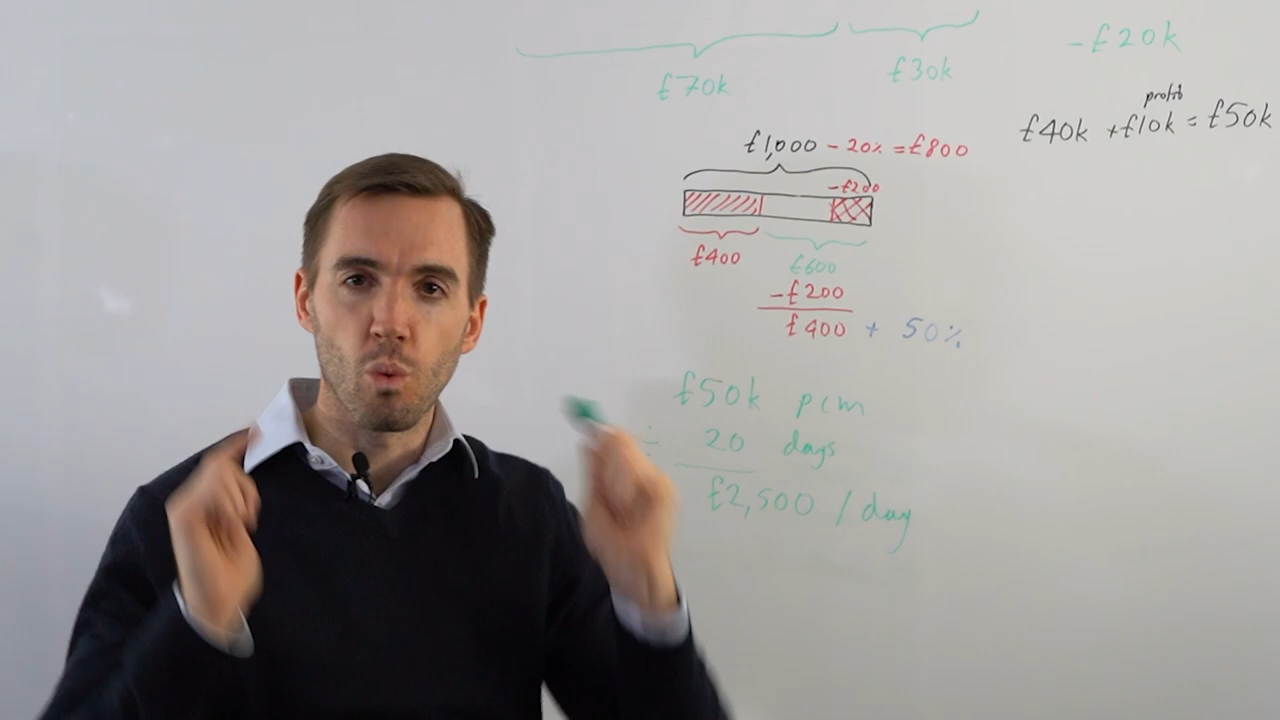 £70k £30k -£20k
profit
£40k +£10k = £50k
£1,000 - 20% = £800
-£200
£400 £600
-£200
£400 + 50%
£50k pcm
÷ 20 days
£2,500 / day